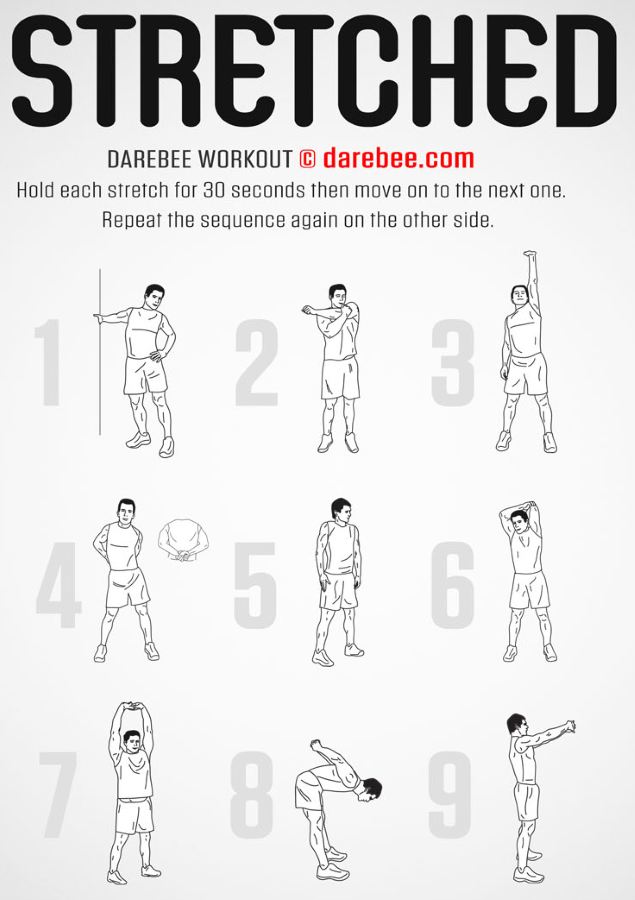 STRETCHED
DAREBEE WORKOUT © darebee.com
Hold each stretch for 30 seconds then move on to the next one.
Repeat the sequence again on the other side.
1 2 3
4 5 6
7 8 9